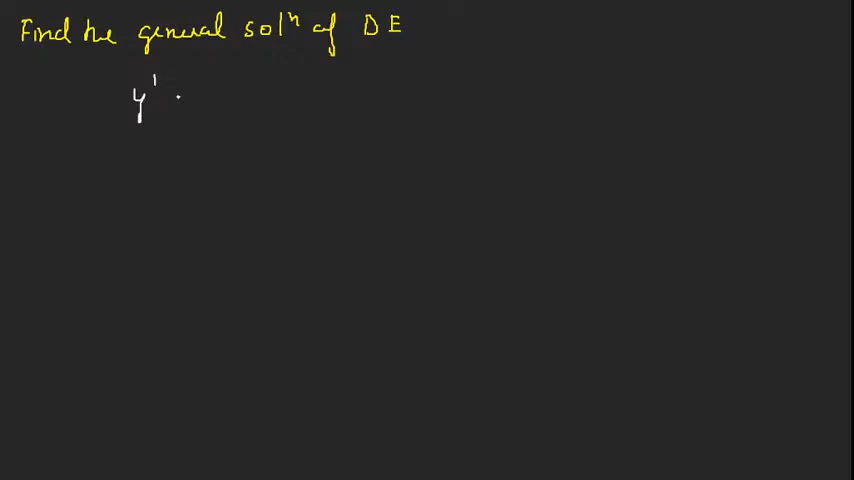 Find the general solⁿ of DE
y'